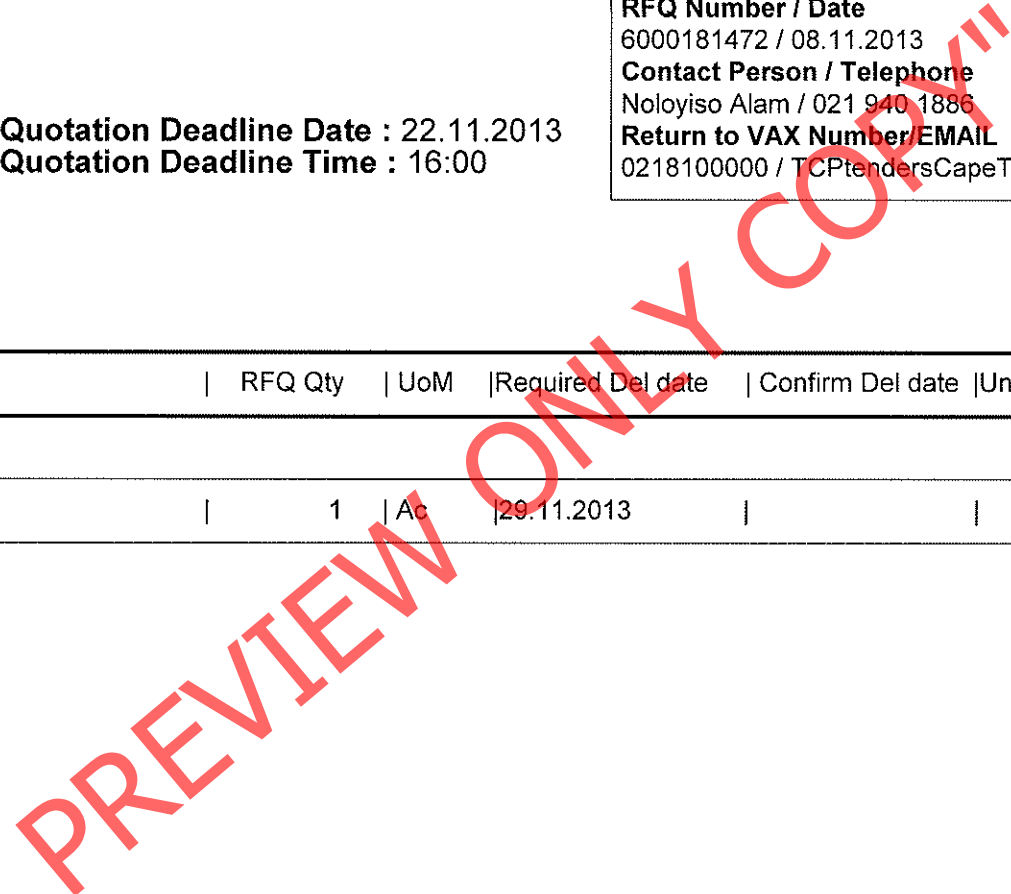 RFQ Number / Date
6000181472 / 08.11.2013
Contact Person / Telephone
Noloyiso Alam / 021 940 1886
Return to VAX Number/EMAIL
0218100000 / TCPtendersCapeT
Quotation Deadline Date : 22.11.2013
Quotation Deadline Time : 16:00
| RFQ Qty | UoM |Required Del date | Confirm Del date |Un
| 1 | Ac |29.11.2013 | |
PREVIEW ONLY COPY"